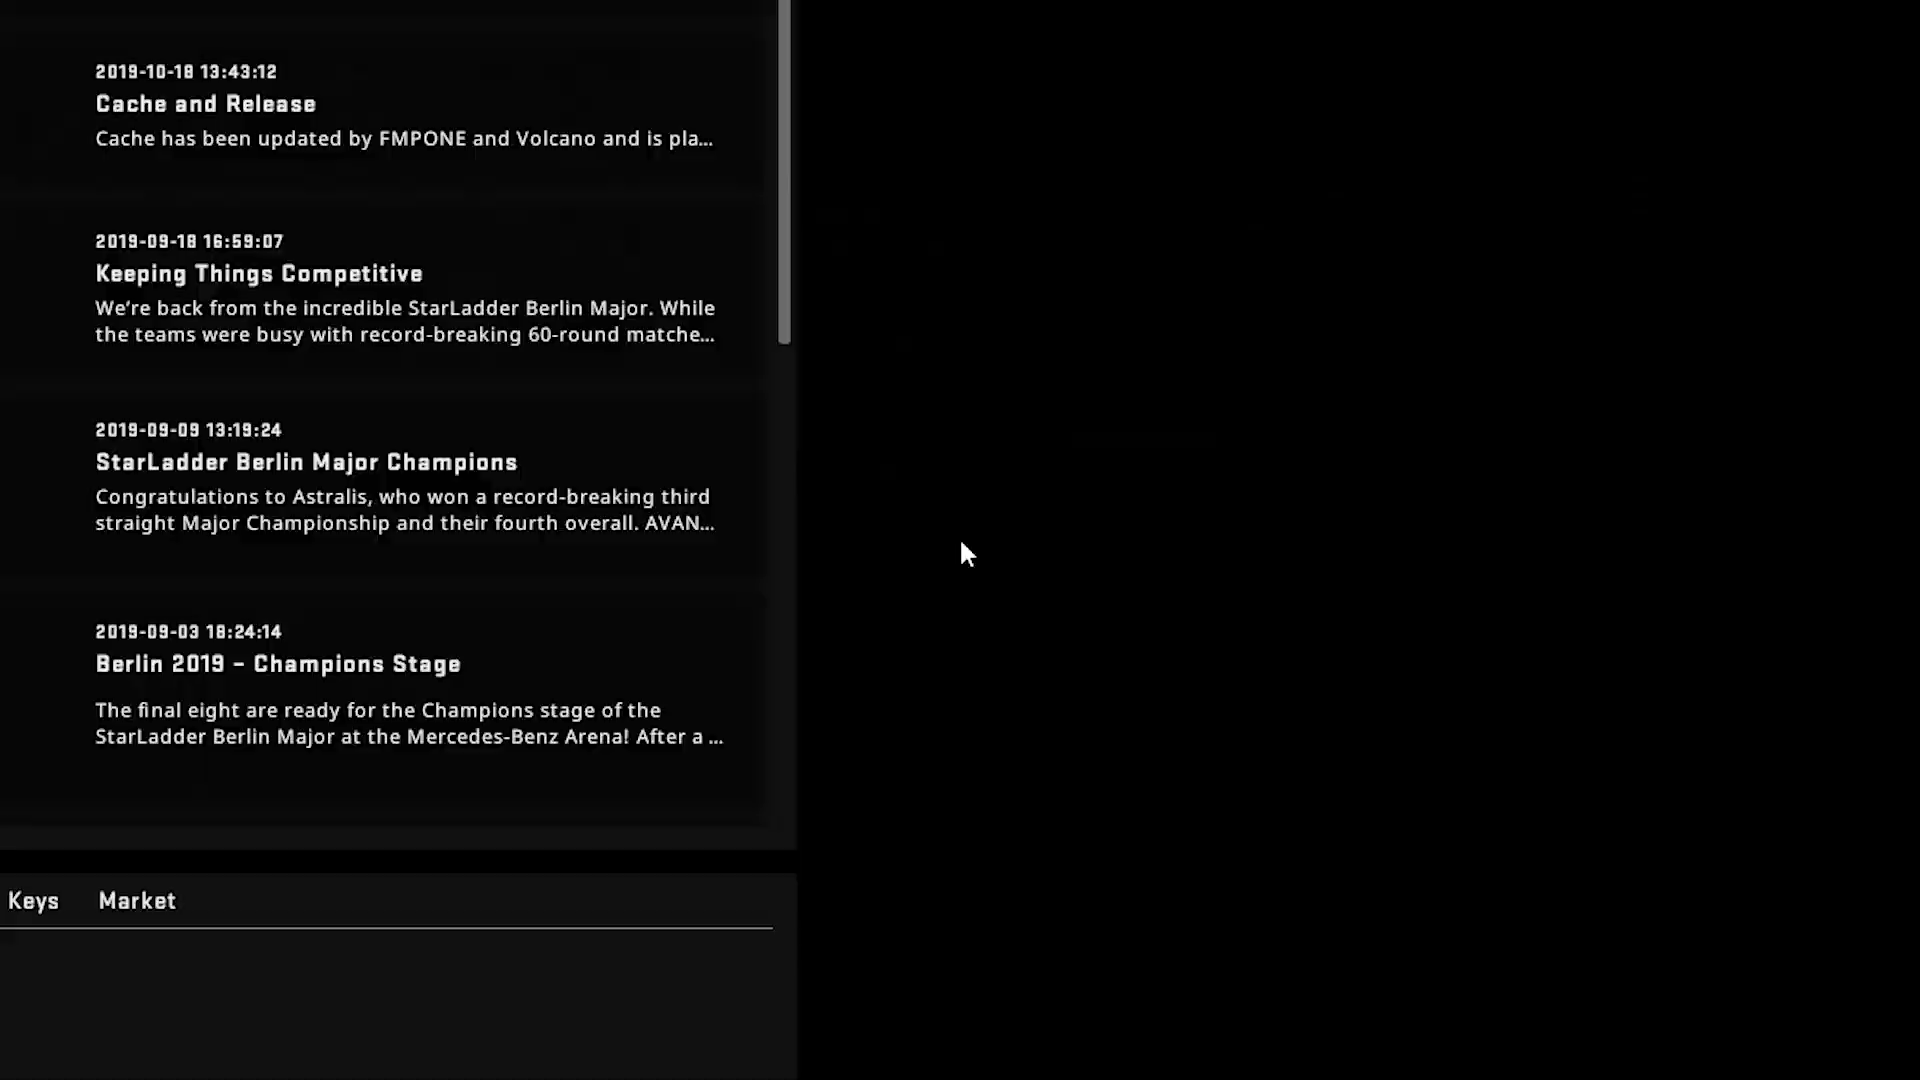 2019-10-18 13:43:12
Cache and Release
Cache has been updated by FMPONE and Volcano and is pla...
2019-09-18 16:59:07
Keeping Things Competitive
We’re back from the incredible StarLadder Berlin Major. While
the teams were busy with record-breaking 60-round matche...
2019-09-09 13:19:24
StarLadder Berlin Major Champions
Congratulations to Astralis, who won a record-breaking third
straight Major Championship and their fourth overall. AVAN...
2019-09-03 18:24:14
Berlin 2019 – Champions Stage
The final eight are ready for the Champions stage of the
StarLadder Berlin Major at the Mercedes-Benz Arena! After a ...
Keys Market